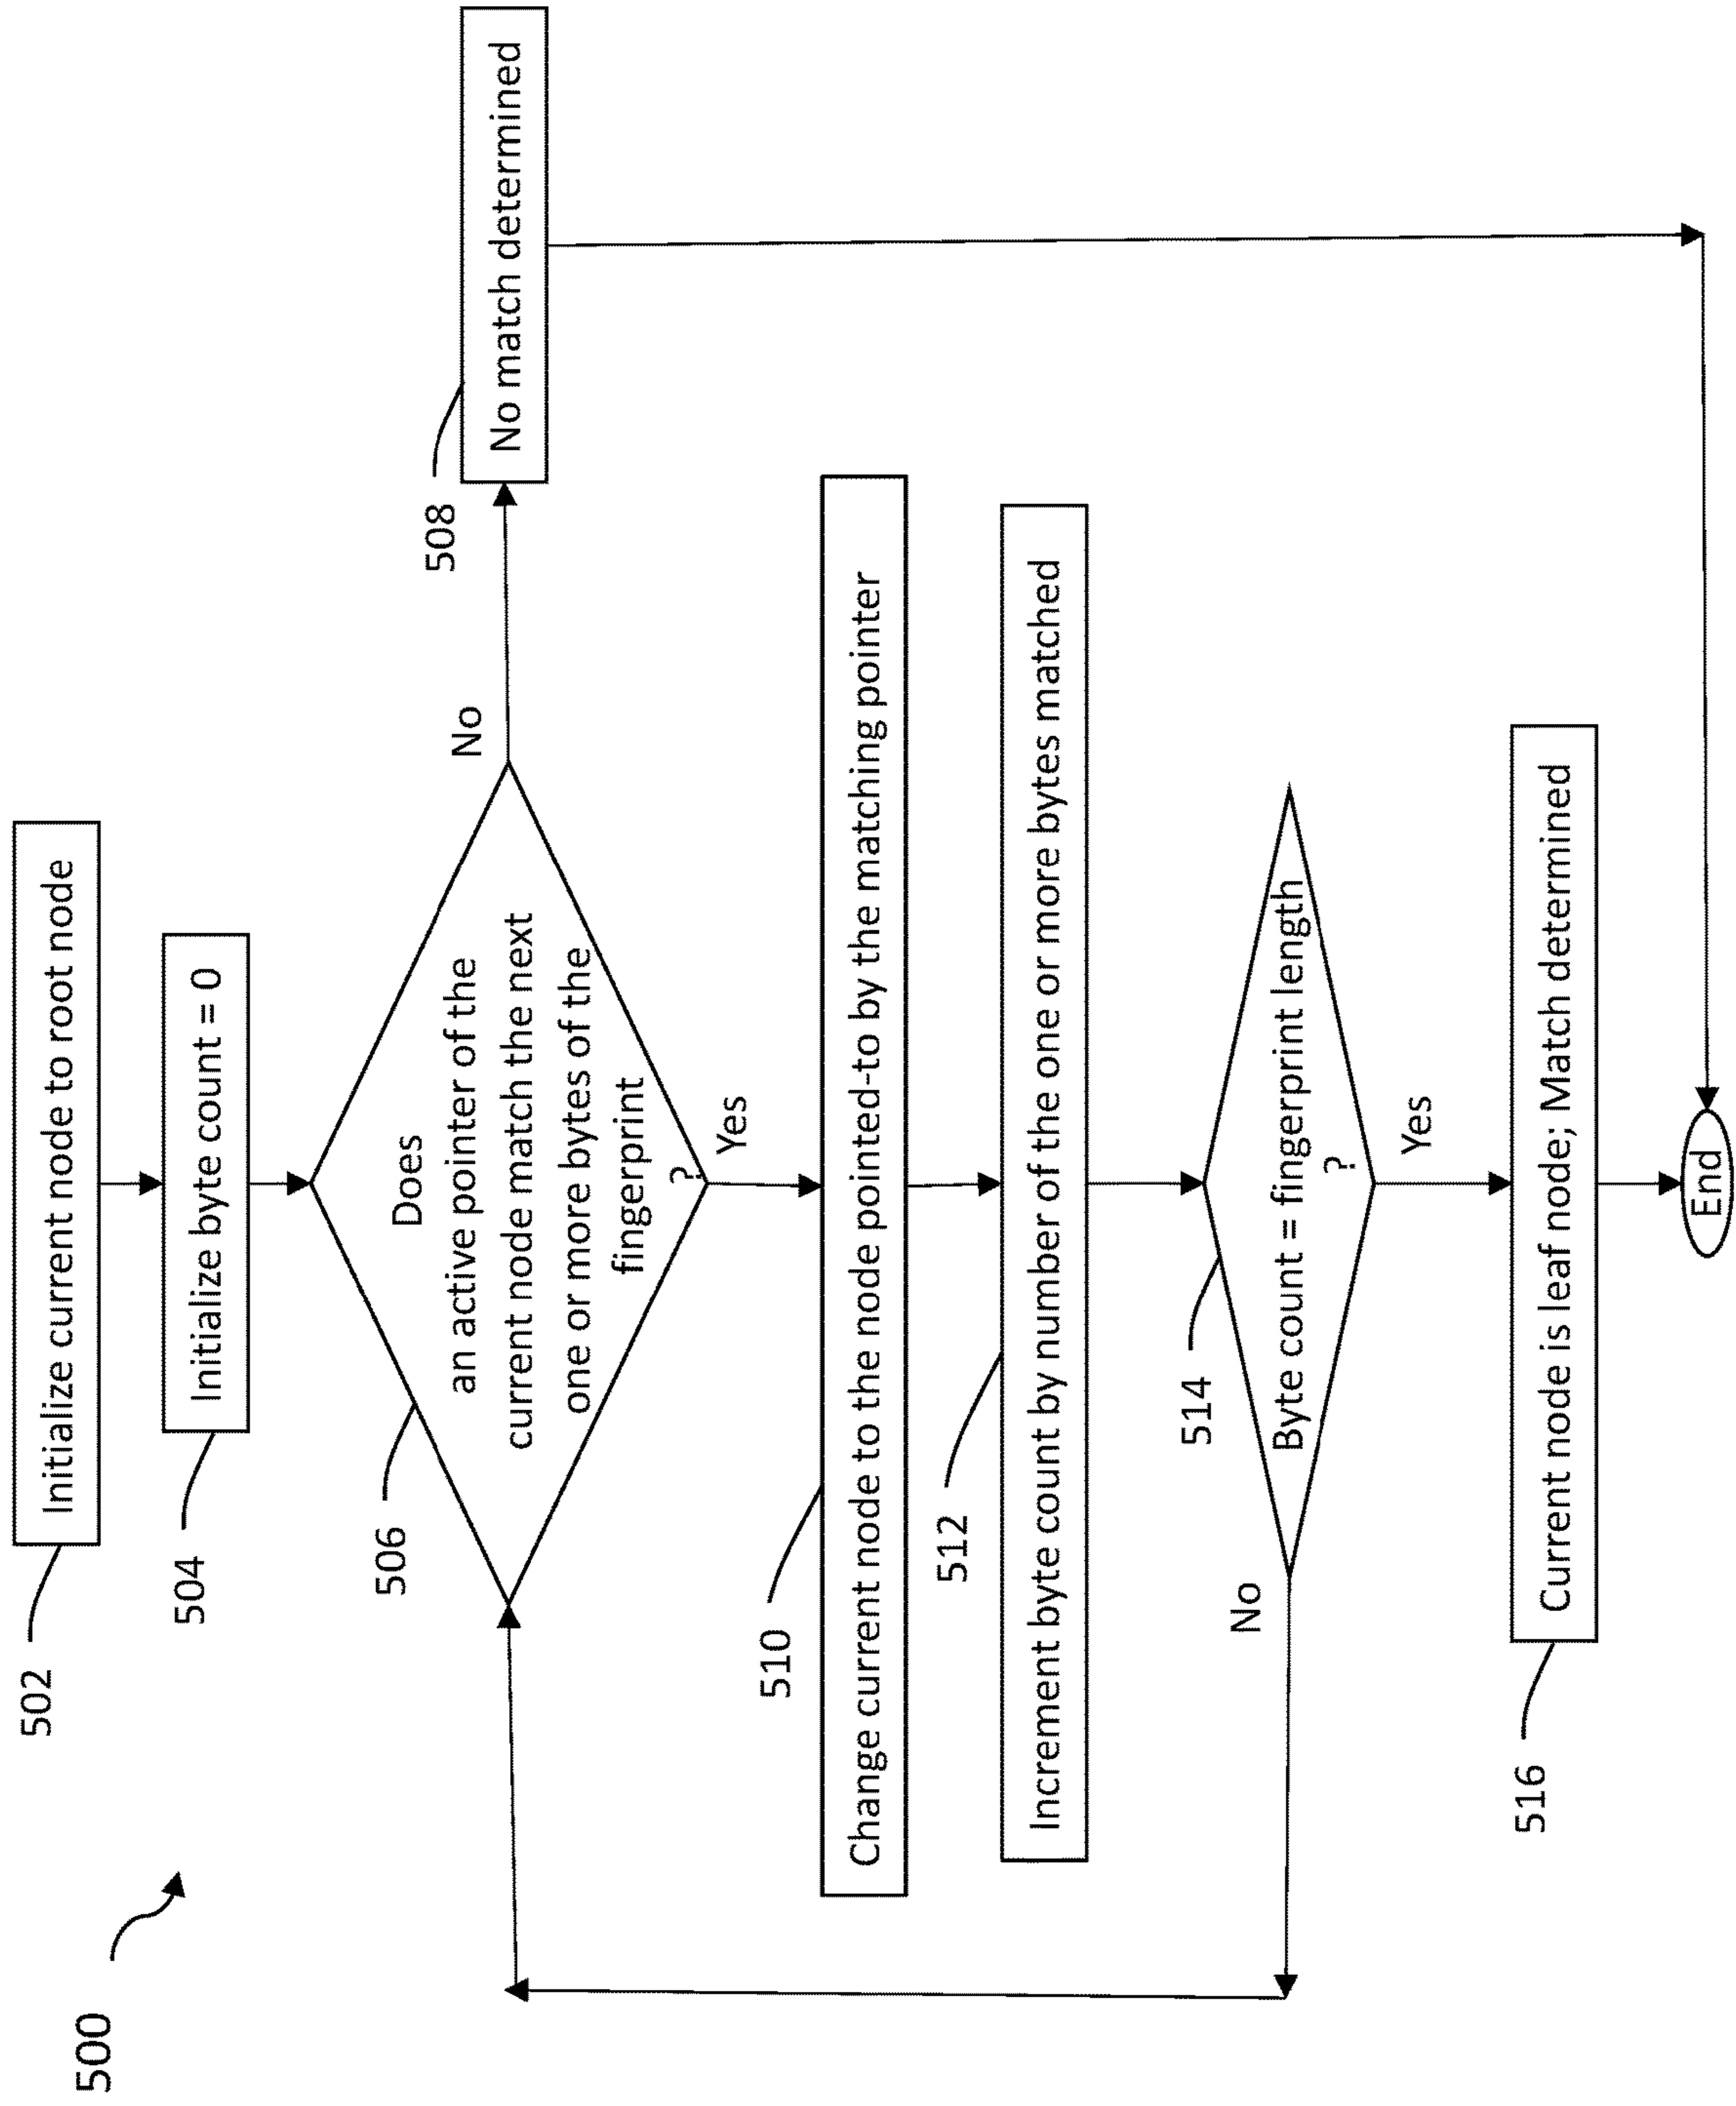 500
502
Initialize current node to root node
504
Initialize byte count = 0
506
Does
an active pointer of the
current node match the next
one or more bytes of the
fingerprint
?
No
508
No match determined
Yes
510
Change current node to the node pointed-to by the matching pointer
512
Increment byte count by number of the one or more bytes matched
514
Byte count = fingerprint length
?
No
Yes
516
Current node is leaf node; Match determined
End